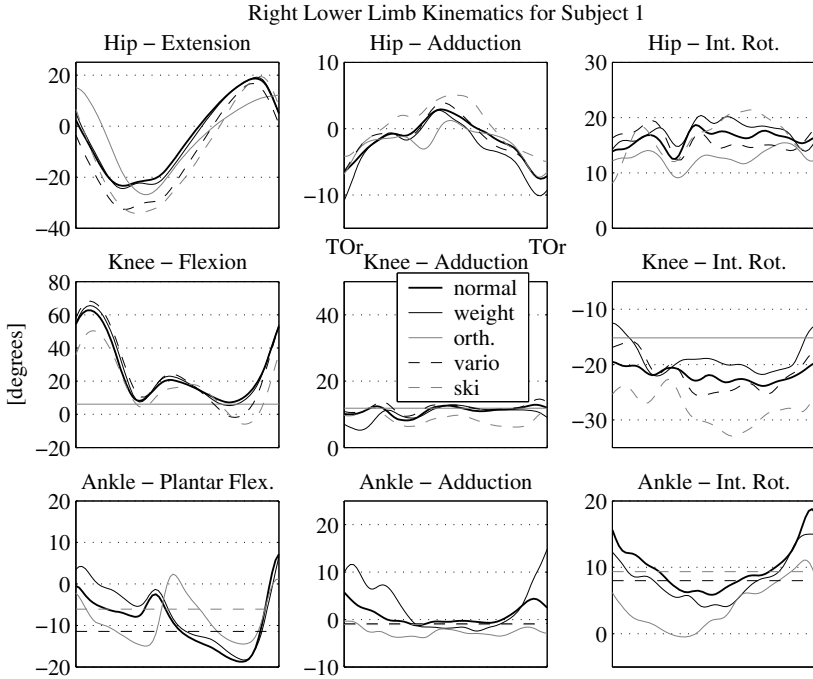 Right Lower Limb Kinematics for Subject 1
Hip − Extension
Hip − Adduction
Hip − Int. Rot.
20
0
−20
−40
10
0
−10
30
20
10
0
TOr
TOr
Knee − Flexion
Knee − Adduction
Knee − Int. Rot.
[degrees]
80
60
40
20
0
−20
40
20
0
normal
weight
orth.
vario
ski
−10
−20
−30
Ankle − Plantar Flex.
Ankle − Adduction
Ankle − Int. Rot.
20
10
0
−10
−20
20
10
0
−10
20
10
0